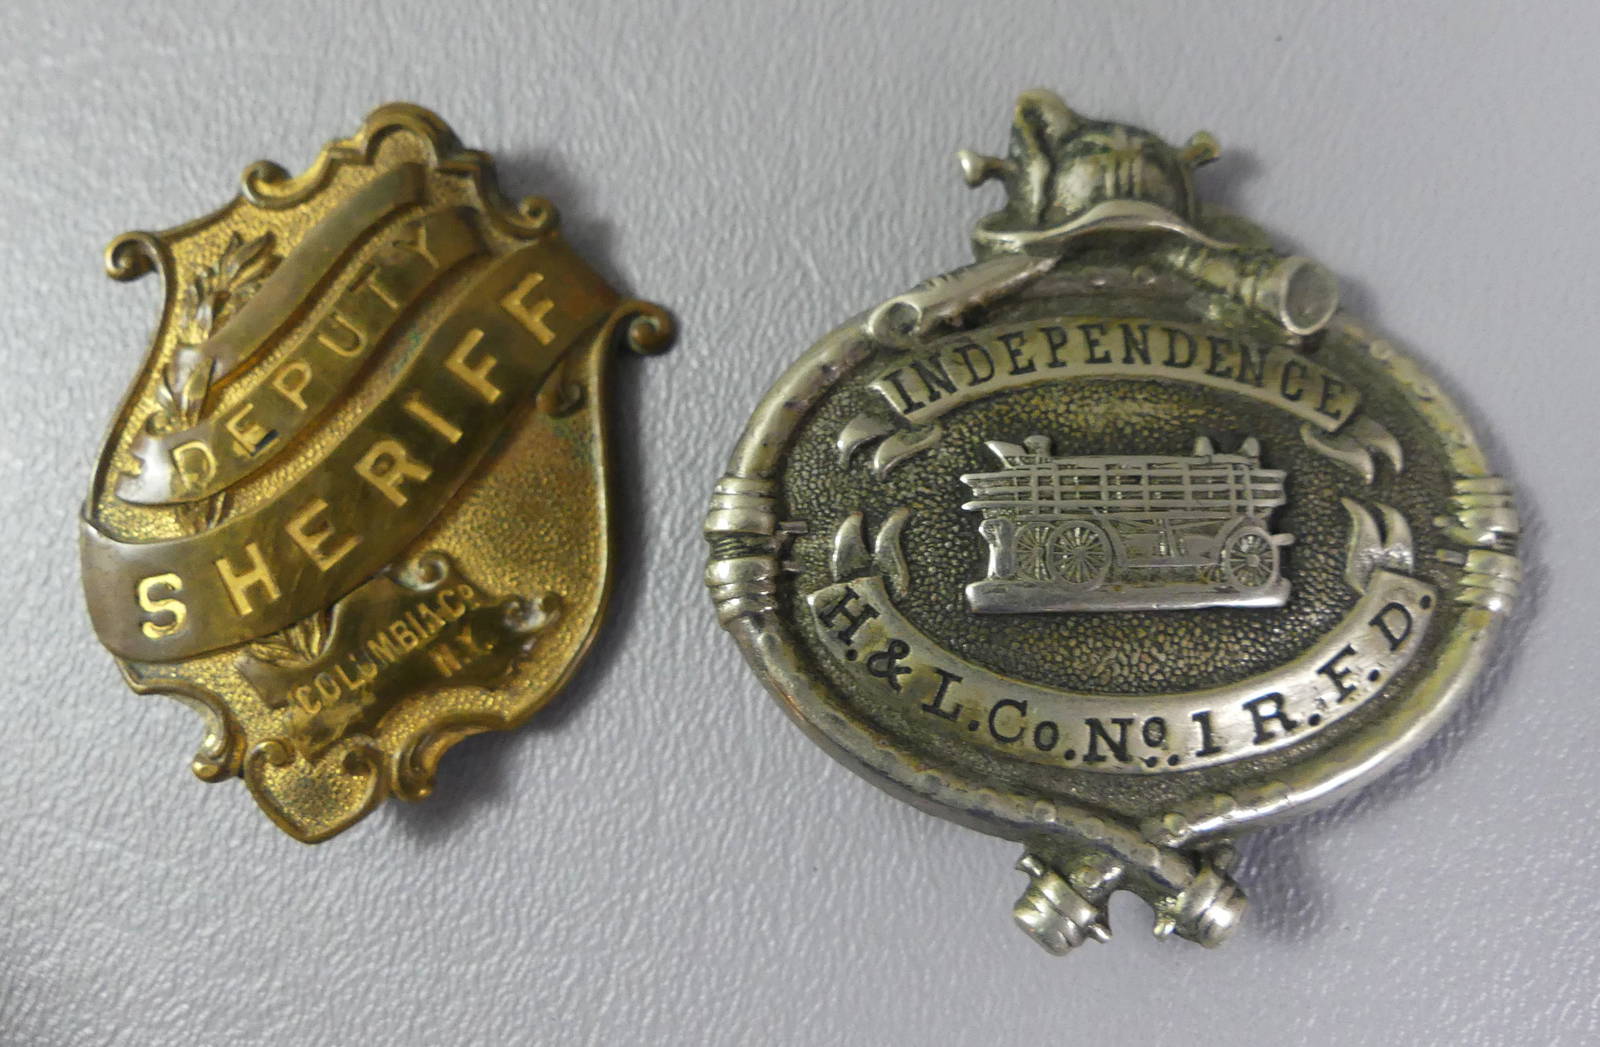 DEPUTY
SHERIFF
COLUMBIA Co.
N.Y.
INDEPENDENCE
H. & L. Co. No. 1 R. F. D.